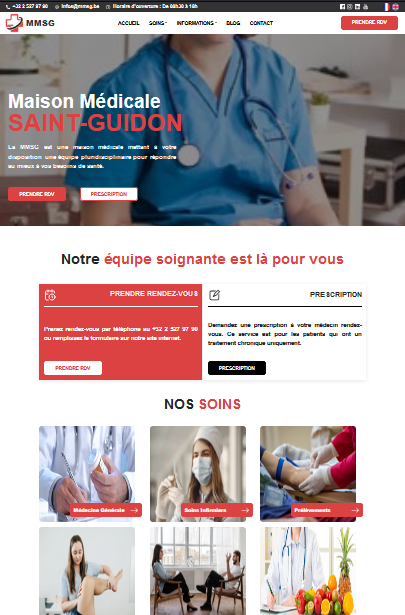 +32 2 527 97 90 infos@mmsg.be Horaire d'ouverture : De 08h30 à 18h
MMSG ACCUEIL SOINS INFORMATIONS BLOG CONTACT PRENDRE RDV
Maison Médicale
SAINT-GUIDON
La MMSG est une maison médicale mettant à votre
disposition une équipe pluridisciplinaire pour répondre
au mieux à vos besoins de santé.
PRENDRE RDV PRESCRIPTION
Notre équipe soignante est là pour vous
PRENDRE RENDEZ-VOUS
Prenez rendez-vous par téléphone au +32 2 527 97 90
ou remplissez le formulaire sur notre site internet.
PRENDRE RDV
PRESCRIPTION
Demandez une prescription à votre médecin rendez-
vous. Ce service est pour les patients qui ont un
traitement chronique uniquement.
PRESCRIPTION
NOS SOINS
Médecine Générale
Soins Infirmiers
Prélèvements